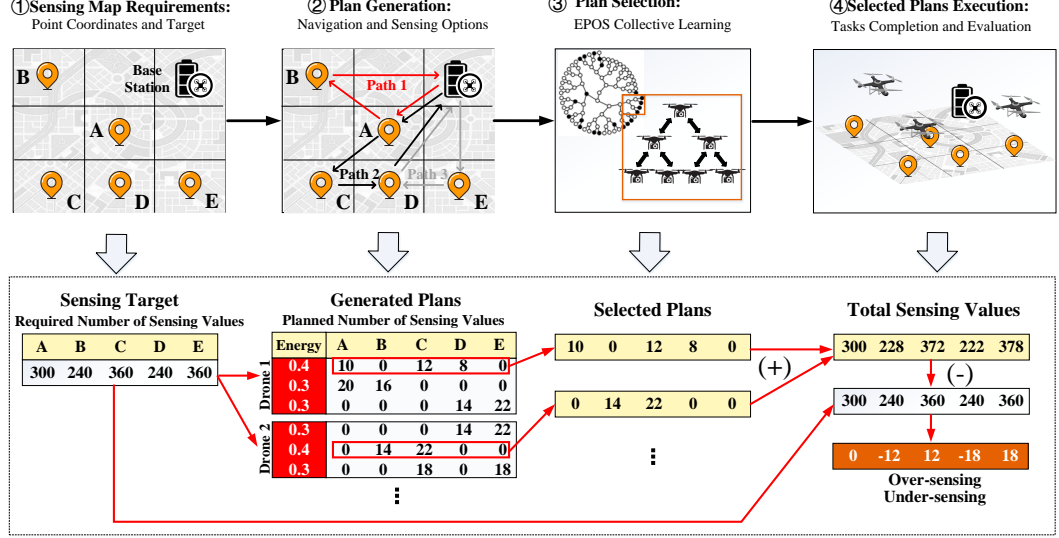 ①Sensing Map Requirements:
Point Coordinates and Target
② Plan Generation:
Navigation and Sensing Options
③ Plan Selection:
EPOS Collective Learning
④Selected Plans Execution:
Tasks Completion and Evaluation
B
Base
Station
A
C
D
E
B
Path 1
A
Path 2
Path 3
C
D
E
Sensing Target
Required Number of Sensing Values
A B C D E
300 240 360 240 360
Generated Plans
Planned Number of Sensing Values
Energy A B C D E
Drone 1
0.4 10 0 12 8 0
0.3 20 16 0 0 0
0.3 0 0 0 14 22
Drone 2
0.3 0 0 0 14 22
0.4 0 14 22 0 0
0.3 0 0 18 0 18
Selected Plans
10 0 12 8 0
0 14 22 0 0
(+)
Total Sensing Values
300 228 372 222 378
(-)
300 240 360 240 360
0 -12 12 -18 18
Over-sensing
Under-sensing